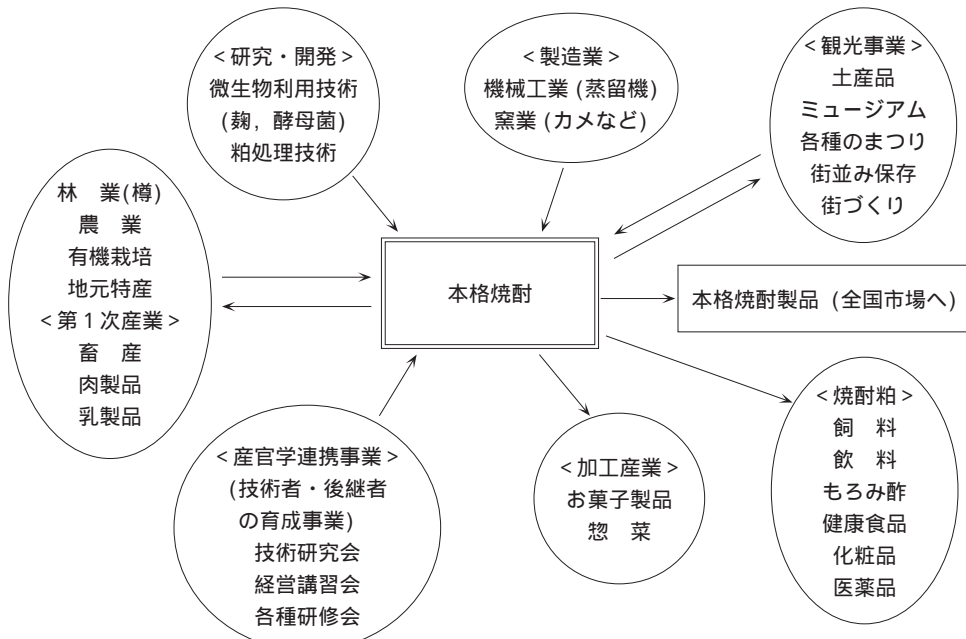 <研究・開発>
微生物利用技術
(麹, 酵母菌)
粕処理技術
<製造業>
機械工業 (蒸留機)
窯業 (カメなど)
<観光事業>
土産品
ミュージアム
各種のまつり
街並み保存
街づくり
林　業(樽)
農　業
有機栽培
地元特産
<第1次産業>
畜　産
肉製品
乳製品
本格焼酎
本格焼酎製品 (全国市場へ)
<産官学連携事業>
(技術者・後継者
の育成事業)
技術研究会
経営講習会
各種研修会
<加工産業>
お菓子製品
惣　菜
<焼酎粕>
飼　料
飲　料
もろみ酢
健康食品
化粧品
医薬品